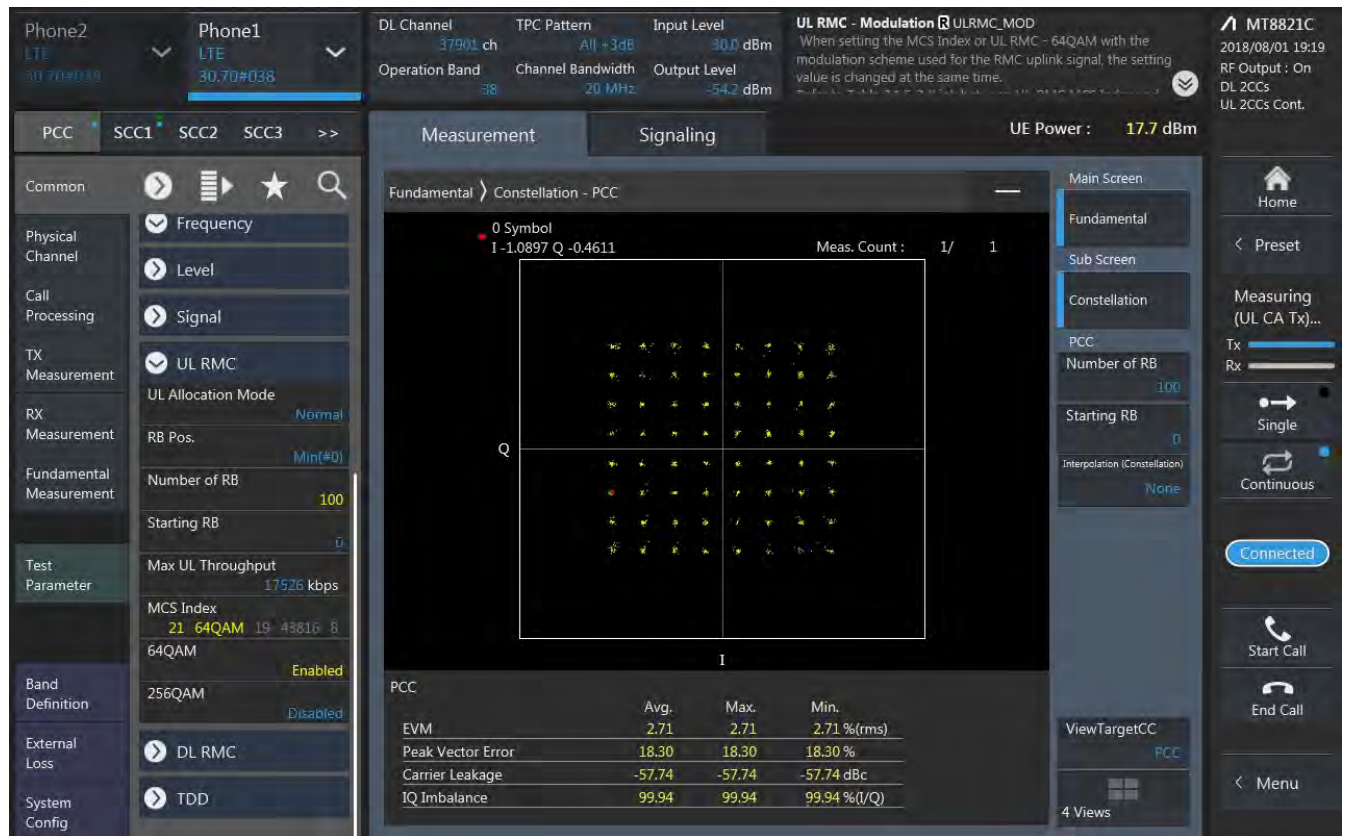 Phone2
LTE
30.70#039
Phone1
LTE
30.70#038
DL Channel
37901 ch
Operation Band
38
TPC Pattern
All +3dB
Channel Bandwidth
20 MHz
Input Level
30.0 dBm
Output Level
-54.2 dBm
UL RMC - Modulation R ULRMC_MOD
When setting the MCS Index or UL RMC - 64QAM with the
modulation scheme used for the RMC uplink signal, the setting
value is changed at the same time.
MT8821C
2018/08/01 19:19
RF Output : On
DL 2CCs
UL 2CCs Cont.
PCC SCC1 SCC2 SCC3 >>
Measurement
Signaling
UE Power : 17.7 dBm
Common
Physical
Channel
Call
Processing
TX
Measurement
RX
Measurement
Fundamental
Measurement
Test
Parameter
Band
Definition
External
Loss
System
Config
Frequency
Level
Signal
UL RMC
UL Allocation Mode
Normal
RB Pos.
Min(#0)
Number of RB
100
Starting RB
0
Max UL Throughput
17526 kbps
MCS Index
21 64QAM 19 43816 8
64QAM
Enabled
256QAM
Disabled
DL RMC
TDD
Fundamental > Constellation - PCC
0 Symbol
I -1.0897 Q -0.4611
Meas. Count : 1/ 1
Q
I
PCC
Avg. Max. Min.
EVM 2.71 2.71 2.71 %(rms)
Peak Vector Error 18.30 18.30 18.30 %
Carrier Leakage -57.74 -57.74 -57.74 dBc
IQ Imbalance 99.94 99.94 99.94 %(I/Q)
Main Screen
Fundamental
Sub Screen
Constellation
PCC
Number of RB
100
Starting RB
0
Interpolation (Constellation)
None
ViewTargetCC
PCC
4 Views
Home
< Preset
Measuring
(UL CA Tx)...
Tx
Rx
Single
Continuous
Connected
Start Call
End Call
< Menu